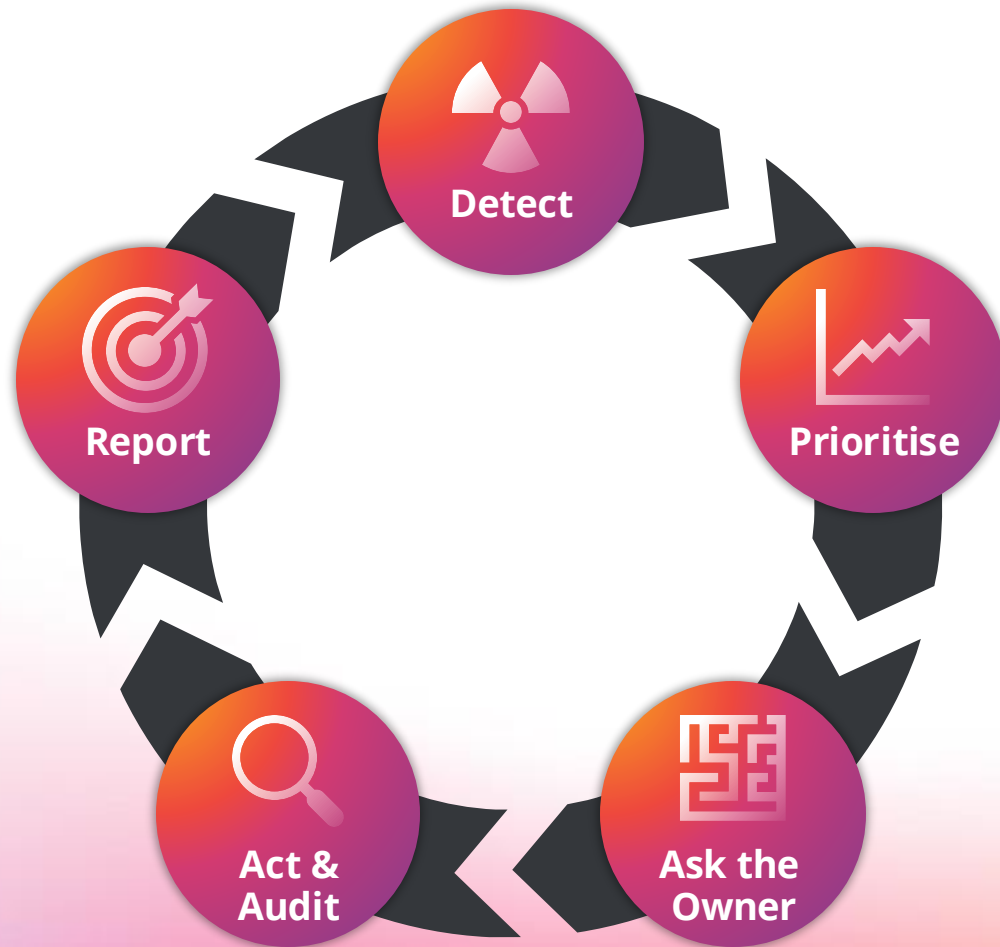 Detect
Prioritise
Ask the
Owner
Act &
Audit
Report